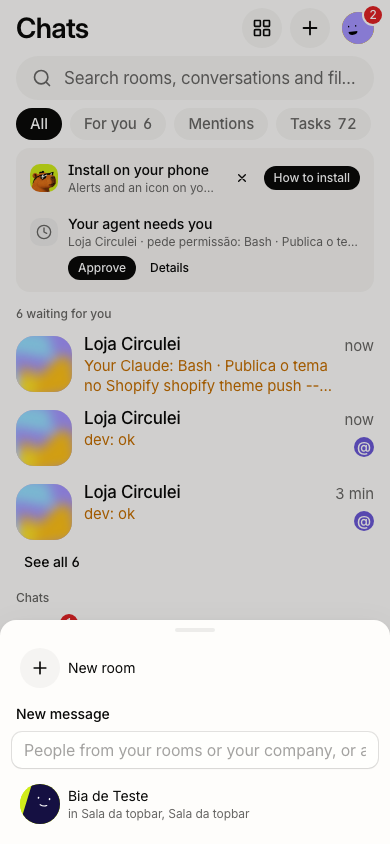 Chats
2
Search rooms, conversations and fil...
All
For you 6
Mentions
Tasks 72
Install on your phone
Alerts and an icon on yo...
How to install
Your agent needs you
Loja Circulei · pede permissão: Bash · Publica o te...
Approve
Details
6 waiting for you
Loja Circulei
now
Your Claude: Bash · Publica o tema
no Shopify shopify theme push --...
Loja Circulei
now
dev: ok
@
Loja Circulei
3 min
dev: ok
@
See all 6
Chats
New room
New message
People from your rooms or your company, or a
Bia de Teste
in Sala da topbar, Sala da topbar